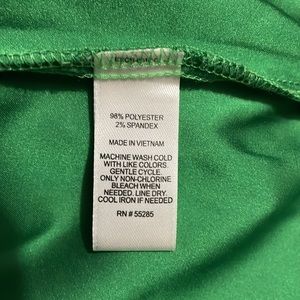 98% POLYESTER
2% SPANDEX
MADE IN VIETNAM
MACHINE WASH COLD
WITH LIKE COLORS.
GENTLE CYCLE.
ONLY NON-CHLORINE
BLEACH WHEN
NEEDED. LINE DRY.
COOL IRON IF NEEDED
RN # 55285